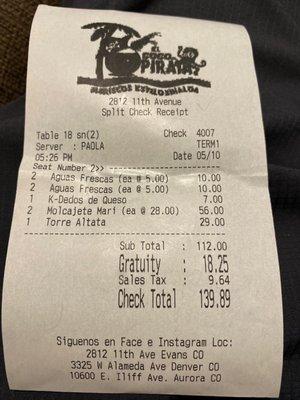 EL
COCO
PIRATA
MARISCOS ESTILO SINALOA
2812 11th Avenue
Split Check Receipt
Table 18 sn(2) Check 4007
Server : PAOLA TERM1
05:26 PM Date 05/10
Seat Number 2>>
2 Aguas Frescas (ea @ 5.00) 10.00
2 Aguas Frescas (ea @ 5.00) 10.00
1 K-Dedos de Queso 7.00
2 Molcajete Mari (@ 28.00) 56.00
1 Torre Altata 29.00
Sub Total : 112.00
Gratuity : 18.25
Sales Tax : 9.64
Check Total : 139.89
Siguenos en Face e Instagram Loc:
2812 11th Ave Evans CO
3325 W Alameda Ave Denver CO
10600 E. Iliff Ave. Aurora CO